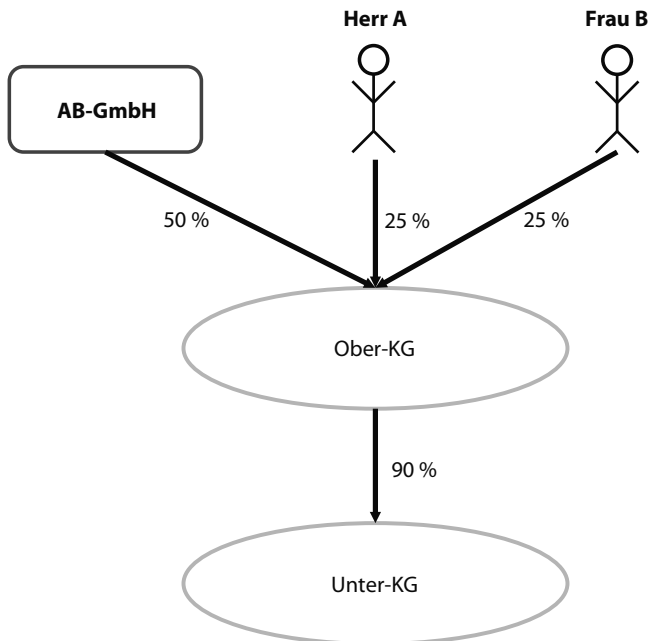 Herr A
Frau B
AB-GmbH
50 %
25 %
25 %
Ober-KG
90 %
Unter-KG